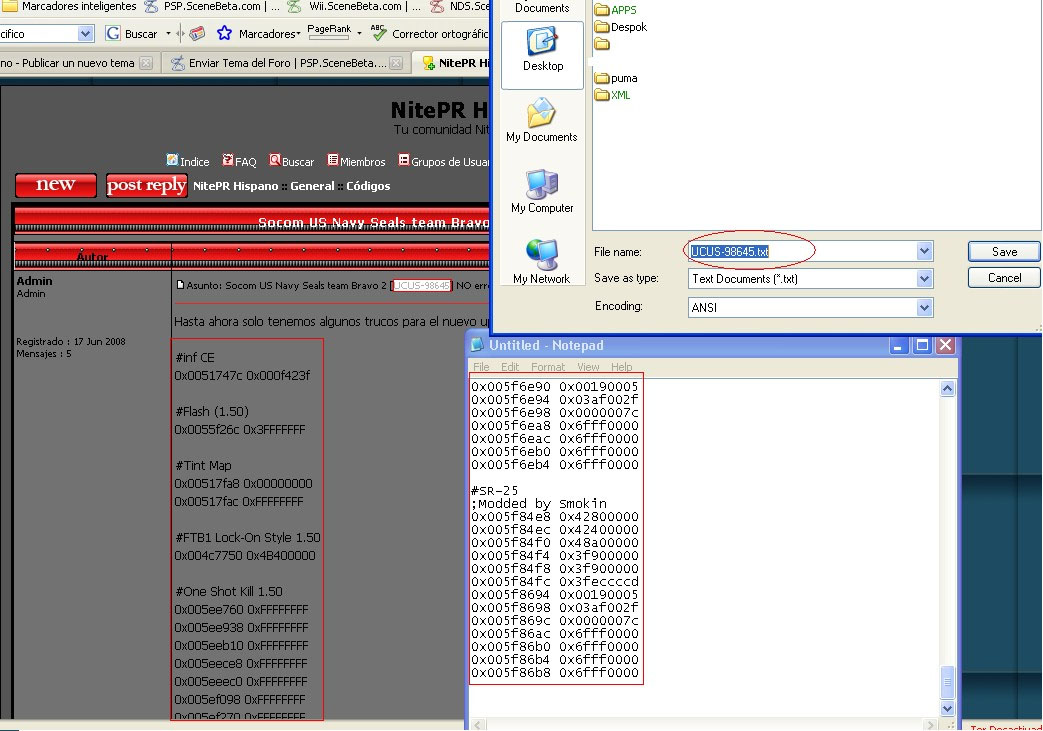 Marcadores inteligentes
PSP.SceneBeta.com | ...
Wii.SceneBeta.com | ...
NDS.Sce
cifico
Buscar
Marcadores
PageRank
ABC
Corrector ortográfic
no - Publicar un nuevo tema
Enviar Tema del Foro | PSP.SceneBeta....
NitePR Hi
NitePR H
Tu comunidad Nit
Indice
FAQ
Buscar
Miembros
Grupos de Usuar
new
post reply
NitePR Hispano :: General :: Códigos
Socom US Navy Seals team Bravo
Autor
Admin
Admin
Registrado : 17 Jun 2008
Mensajes : 5
Asunto: Socom US Navy Seals team Bravo 2 [UCUS-98645] NO erro
Hasta ahora solo tenemos algunos trucos para el nuevo up
#inf CE
0x0051747c 0x000f423f
#Flash (1.50)
0x0055f26c 0x3FFFFFFF
#Tint Map
0x00517fa8 0x00000000
0x00517fac 0xFFFFFFFF
#FTB1 Lock-On Style 1.50
0x004c7750 0x4B400000
#One Shot Kill 1.50
0x005ee760 0xFFFFFFFF
0x005ee938 0xFFFFFFFF
0x005eeb10 0xFFFFFFFF
0x005eece8 0xFFFFFFFF
0x005eeec0 0xFFFFFFFF
0x005ef098 0xFFFFFFFF
0x005ef270 0xFFFFFFFF
Documents
Desktop
My Documents
My Computer
My Network
APPS
Despok
puma
XML
File name:
UCUS-98645.txt
Save
Save as type:
Text Documents (*.txt)
Cancel
Encoding:
ANSI
Untitled - Notepad
File Edit Format View Help
0x005f6e90 0x00190005
0x005f6e94 0x03af002f
0x005f6e98 0x0000007c
0x005f6ea8 0x6fff0000
0x005f6eac 0x6fff0000
0x005f6eb0 0x6fff0000
0x005f6eb4 0x6fff0000
#SR-25
;Modded by Smokin
0x005f84e8 0x42800000
0x005f84ec 0x42400000
0x005f84f0 0x48a00000
0x005f84f4 0x3f900000
0x005f84f8 0x3f900000
0x005f84fc 0x3feccccd
0x005f8694 0x00190005
0x005f8698 0x03af002f
0x005f869c 0x0000007c
0x005f86ac 0x6fff0000
0x005f86b0 0x6fff0000
0x005f86b4 0x6fff0000
0x005f86b8 0x6fff0000